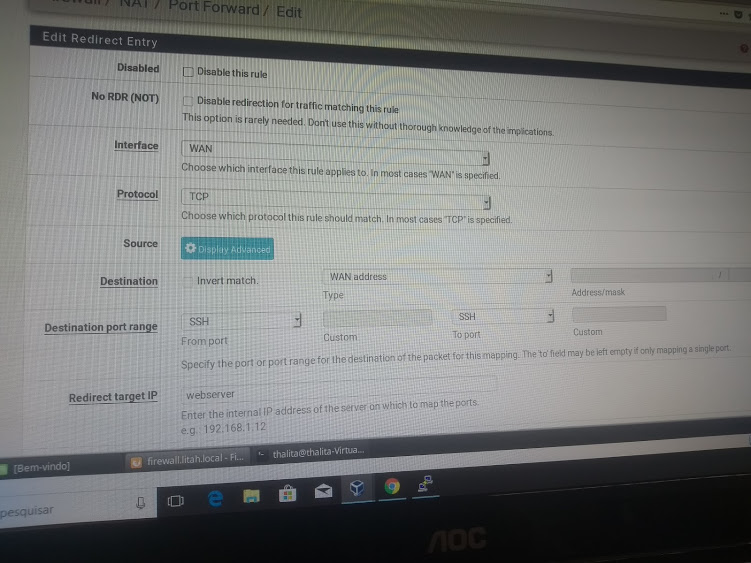 NAT / Port Forward / Edit
Edit Redirect Entry
Disabled
Disable this rule
No RDR (NOT)
Disable redirection for traffic matching this rule
This option is rarely needed. Don't use this without thorough knowledge of the implications.
Interface
WAN
Choose which interface this rule applies to. In most cases "WAN" is specified.
Protocol
TCP
Choose which protocol this rule should match. In most cases "TCP" is specified.
Source
Display Advanced
Destination
Invert match.
WAN address
/
Type
Address/mask
Destination port range
SSH
SSH
From port
Custom
To port
Custom
Specify the port or port range for the destination of the packet for this mapping. The 'to' field may be left empty if only mapping a single port.
Redirect target IP
webserver
Enter the internal IP address of the server on which to map the ports.
e.g.: 192.168.1.12
[Bem-vindo]
firewall.litah.local - Fi...
thalita@thalita-Virtua...
pesquisar
AOC